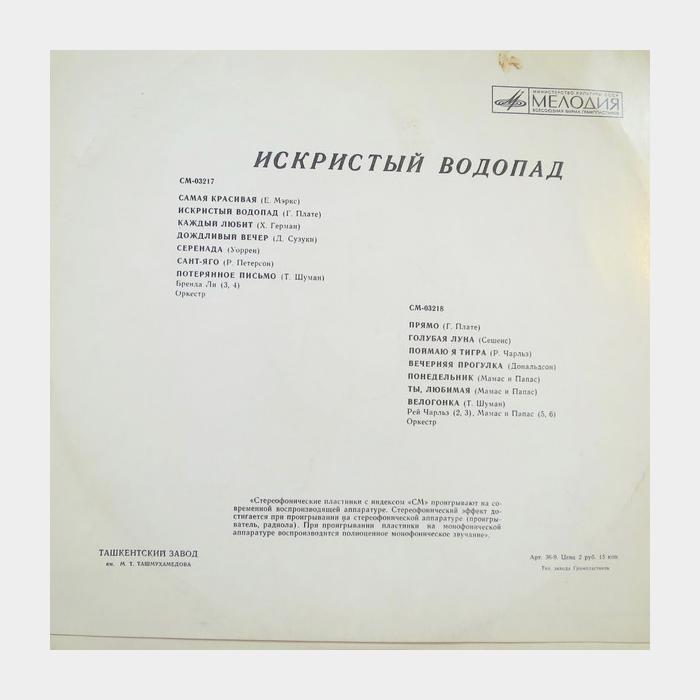 МИНИСТЕРСТВО КУЛЬТУРЫ СССР
МЕЛОДИЯ
ВСЕСОЮЗНАЯ ФИРМА ГРАМПЛАСТИНОК
ИСКРИСТЫЙ ВОДОПАД
СМ-03217
САМАЯ КРАСИВАЯ (Е. Мэркс)
ИСКРИСТЫЙ ВОДОПАД (Г. Плате)
КАЖДЫЙ ЛЮБИТ (Х. Герман)
ДОЖДЛИВЫЙ ВЕЧЕР (Д. Сузуки)
СЕРЕНАДА (Уоррен)
САНТ-ЯГО (Р. Петерсон)
ПОТЕРЯННОЕ ПИСЬМО (Т. Шуман)
Бренда Ли (3, 4)
Оркестр
СМ-03218
ПРЯМО (Г. Плате)
ГОЛУБАЯ ЛУНА (Сешенс)
ПОЙМАЮ Я ТИГРА (Р. Чарльз)
ВЕЧЕРНЯЯ ПРОГУЛКА (Дональдсон)
ПОНЕДЕЛЬНИК (Мамас и Папас)
ТЫ, ЛЮБИМАЯ (Мамас и Папас)
ВЕЛОГОНКА (Т. Шуман)
Рей Чарльз (2, 3), Мамас и Папас (5, 6)
Оркестр
«Стереофонические пластинки с индексом «СМ» проигрывают на со-
временной воспроизводящей аппаратуре. Стереофонический эффект до-
стигается при проигрывании на стереофонической аппаратуре (проигры-
ватель, радиола). При проигрывании пластинки на монофонической
аппаратуре воспроизводится полноценное монофоническое звучание».
ТАШКЕНТСКИЙ ЗАВОД
им. М. Т. ТАШМУХАМЕДОВА
Арт. 36-9. Цена 2 руб. 15 коп.
Тип. завода Грампластинок